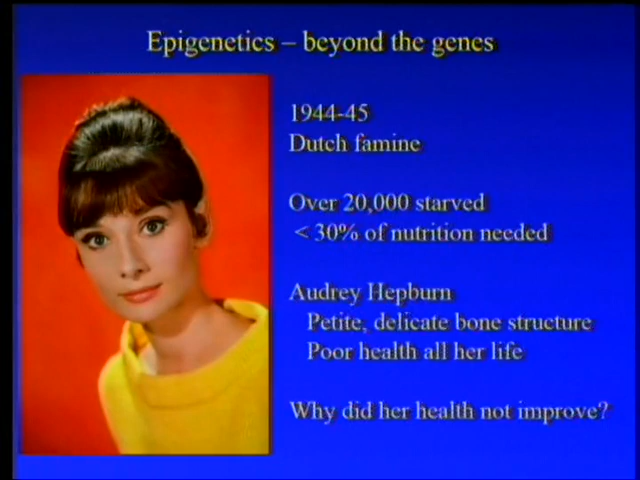 Epigenetics – beyond the genes
1944-45
Dutch famine
Over 20,000 starved
< 30% of nutrition needed
Audrey Hepburn
Petite, delicate bone structure
Poor health all her life
Why did her health not improve?